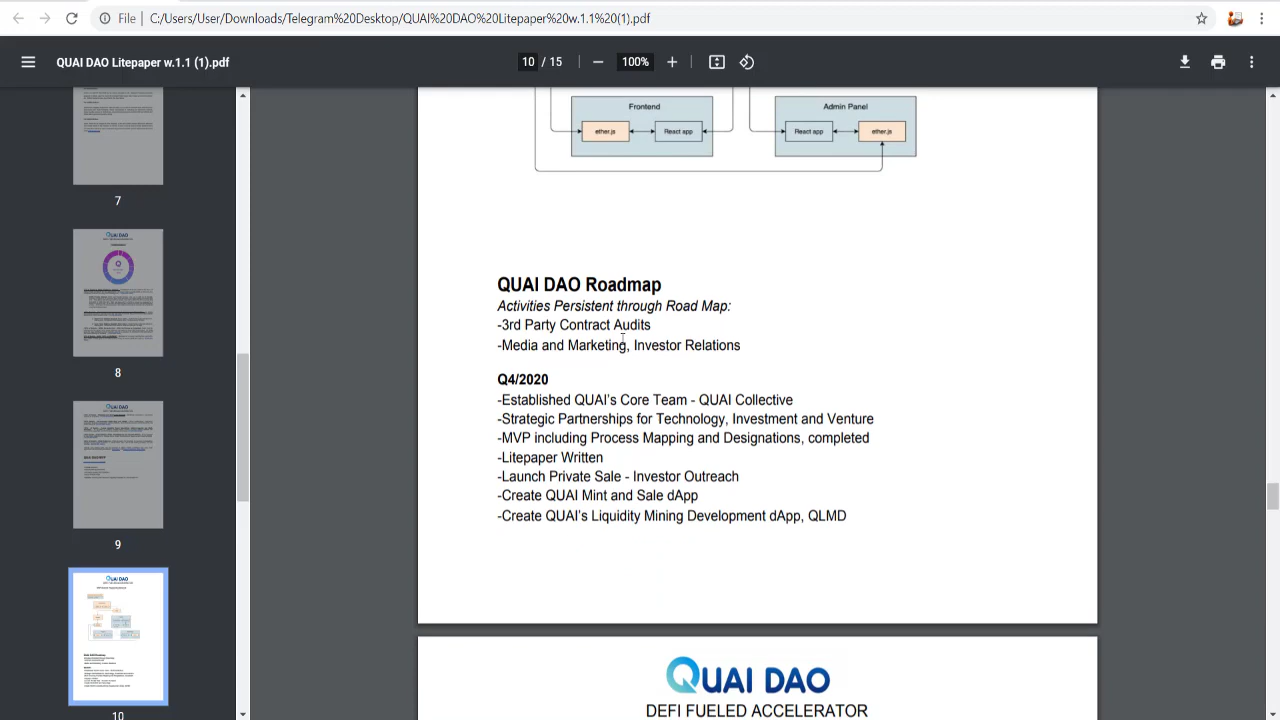 File
C:/Users/User/Downloads/Telegram%20Desktop/QUAI%20DAO%20Litepaper%20w.1.1%20(1).pdf
QUAI DAO Litepaper w.1.1 (1).pdf
10 / 15
100%
7
8
9
10
QUAI DAO
QUAI DAO
Frontend
ether.js
React app
Admin Panel
React app
ether.js
QUAI DAO Roadmap
Activities Persistent through Road Map:
-3rd Party Contract Audits
-Media and Marketing, Investor Relations
Q4/2020
-Established QUAI's Core Team - QUAI Collective
-Strategic Partnerships for Technology, Investment and Venture
-MVP including Process Mapping and Designations, completed
-Litepaper Written
-Launch Private Sale - Investor Outreach
-Create QUAI Mint and Sale dApp
-Create QUAI's Liquidity Mining Development dApp, QLMD
QUAI DAO
DEFI FUELED ACCELERATOR